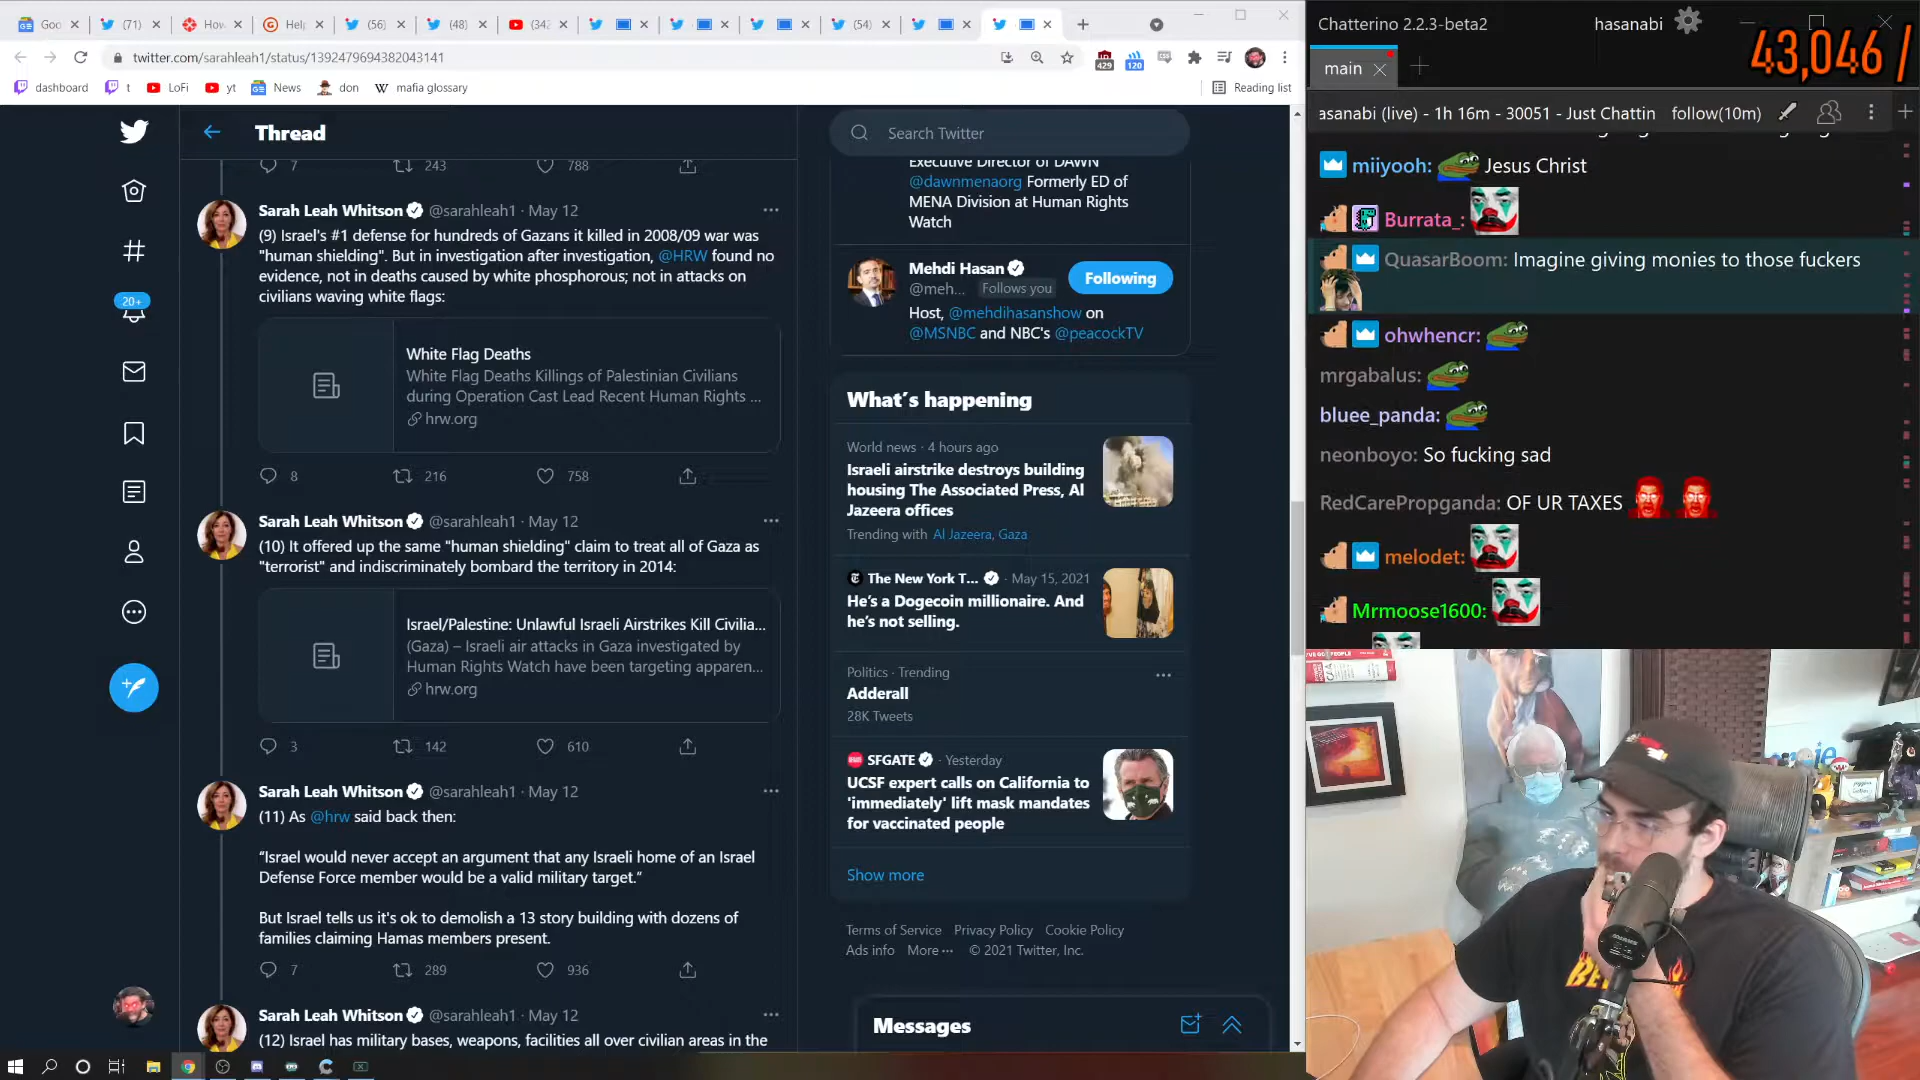 Goo
(71)
How
Help
(56)
(48)
(342
(54)
twitter.com/sarahleah1/status/1392479694382043141
429
120
dashboard
t
LoFi
yt
News
don
mafia glossary
Reading list
Thread
7 243 788
Sarah Leah Whitson @sarahleah1 · May 12
(9) Israel's #1 defense for hundreds of Gazans it killed in 2008/09 war was
"human shielding". But in investigation after investigation, @HRW found no
evidence, not in deaths caused by white phosphorous; not in attacks on
civilians waving white flags:
White Flag Deaths
White Flag Deaths Killings of Palestinian Civilians
during Operation Cast Lead Recent Human Rights ...
hrw.org
8 216 758
Sarah Leah Whitson @sarahleah1 · May 12
(10) It offered up the same "human shielding" claim to treat all of Gaza as
"terrorist" and indiscriminately bombard the territory in 2014:
Israel/Palestine: Unlawful Israeli Airstrikes Kill Civilia...
(Gaza) – Israeli air attacks in Gaza investigated by
Human Rights Watch have been targeting apparen...
hrw.org
3 142 610
Sarah Leah Whitson @sarahleah1 · May 12
(11) As @hrw said back then:
“Israel would never accept an argument that any Israeli home of an Israel
Defense Force member would be a valid military target.”
But Israel tells us it's ok to demolish a 13 story building with dozens of
families claiming Hamas members present.
7 289 936
Sarah Leah Whitson @sarahleah1 · May 12
(12) Israel has military bases, weapons, facilities all over civilian areas in the
20+
Search Twitter
Executive Director of DAWN
@dawnmenaorg Formerly ED of
MENA Division at Human Rights
Watch
Mehdi Hasan
@meh... Follows you
Following
Host, @mehdihasanshow on
@MSNBC and NBC's @peacockTV
What's happening
World news · 4 hours ago
Israeli airstrike destroys building
housing The Associated Press, Al
Jazeera offices
Trending with Al Jazeera, Gaza
The New York T... · May 15, 2021
He's a Dogecoin millionaire. And
he's not selling.
Politics · Trending
Adderall
28K Tweets
SFGATE · Yesterday
UCSF expert calls on California to
'immediately' lift mask mandates
for vaccinated people
Show more
Terms of Service Privacy Policy Cookie Policy
Ads info More ··· © 2021 Twitter, Inc.
Messages
Chatterino 2.2.3-beta2
hasanabi
43,046 /
main
asanabi (live) - 1h 16m - 30051 - Just Chattin
follow(10m)
miiyooh: Jesus Christ
Burrata_:
QuasarBoom: Imagine giving monies to those fuckers
ohwhencr:
mrgabalus:
bluee_panda:
neonboyo: So fucking sad
RedCarePropganda: OF UR TAXES
melodet:
Mrmoose1600: